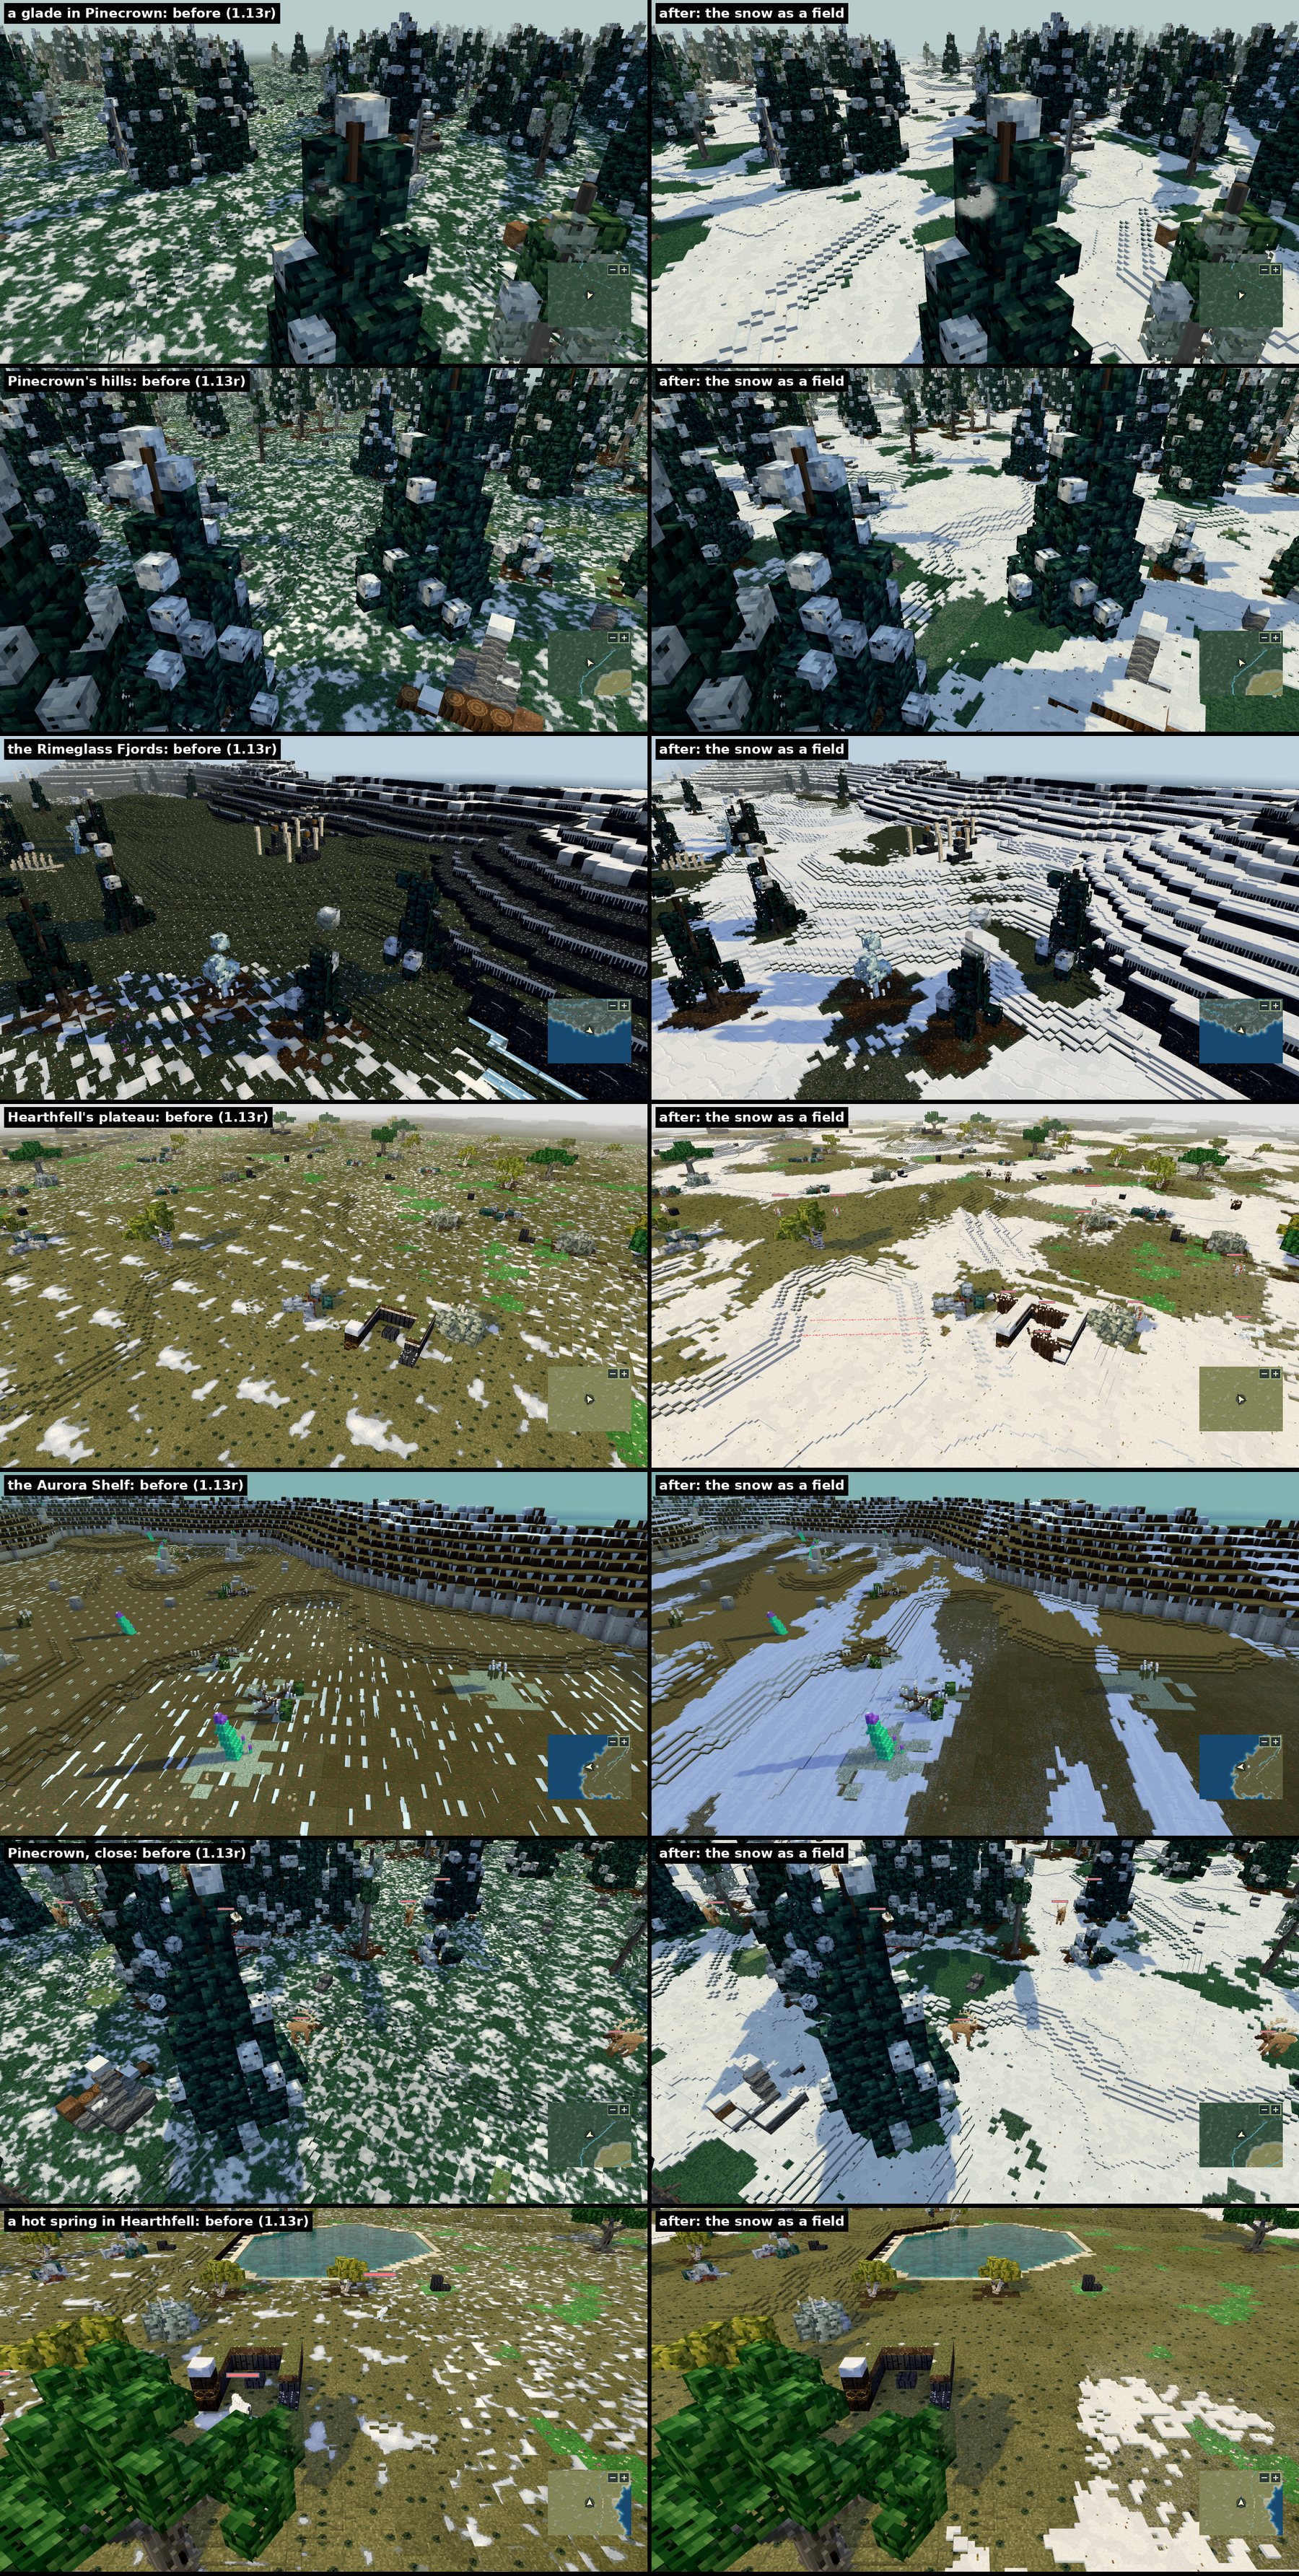 a glade in Pinecrown: before (1.13r)
after: the snow as a field
Pinecrown's hills: before (1.13r)
after: the snow as a field
the Rimeglass Fjords: before (1.13r)
after: the snow as a field
Hearthfell's plateau: before (1.13r)
after: the snow as a field
the Aurora Shelf: before (1.13r)
after: the snow as a field
Pinecrown, close: before (1.13r)
after: the snow as a field
a hot spring in Hearthfell: before (1.13r)
after: the snow as a field